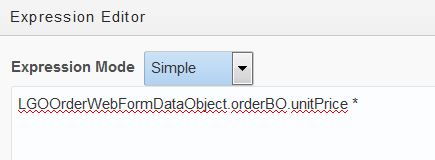 Expression Editor
Expression Mode Simple
LGOOrderWebFormDataObject.orderBO.unitPrice *